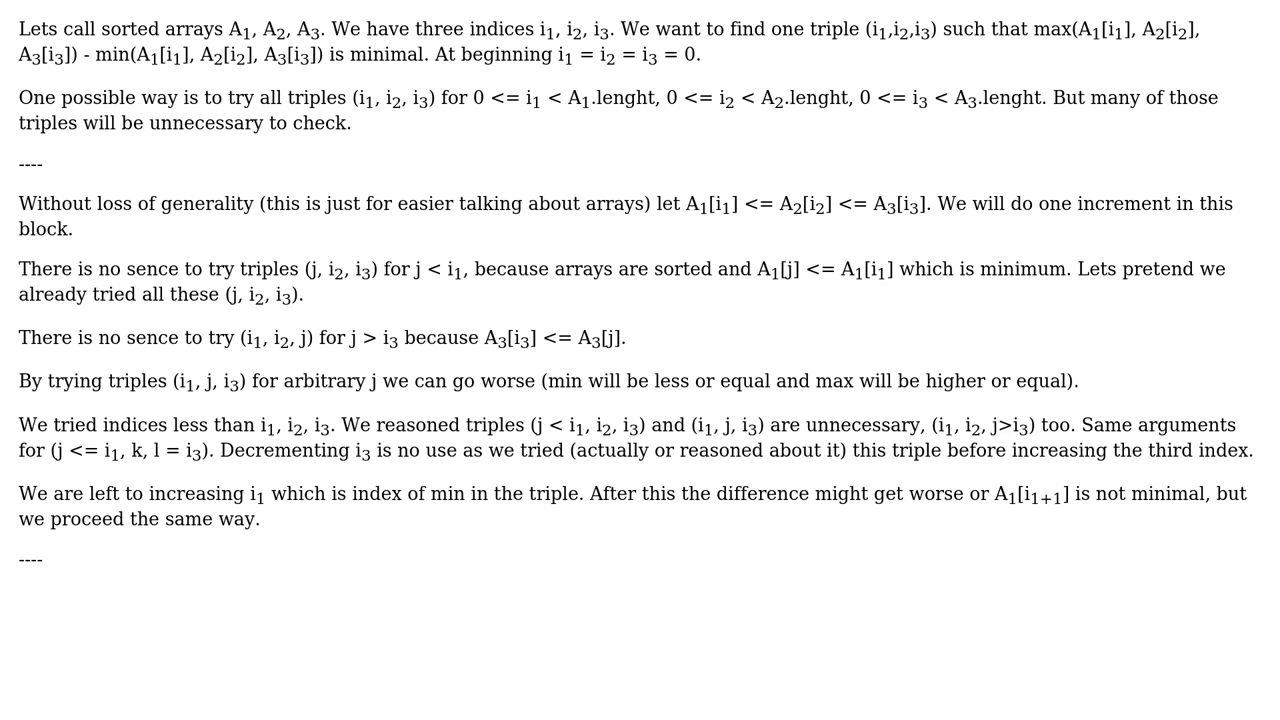 Lets call sorted arrays A1, A2, A3. We have three indices i1, i2, i3. We want to find one triple (i1,i2,i3) such that max(A1[i1], A2[i2],
A3[i3]) - min(A1[i1], A2[i2], A3[i3]) is minimal. At beginning i1 = i2 = i3 = 0.
One possible way is to try all triples (i1, i2, i3) for 0 <= i1 < A1.lenght, 0 <= i2 < A2.lenght, 0 <= i3 < A3.lenght. But many of those
triples will be unnecessary to check.
----
Without loss of generality (this is just for easier talking about arrays) let A1[i1] <= A2[i2] <= A3[i3]. We will do one increment in this
block.
There is no sence to try triples (j, i2, i3) for j < i1, because arrays are sorted and A1[j] <= A1[i1] which is minimum. Lets pretend we
already tried all these (j, i2, i3).
There is no sence to try (i1, i2, j) for j > i3 because A3[i3] <= A3[j].
By trying triples (i1, j, i3) for arbitrary j we can go worse (min will be less or equal and max will be higher or equal).
We tried indices less than i1, i2, i3. We reasoned triples (j < i1, i2, i3) and (i1, j, i3) are unnecessary, (i1, i2, j>i3) too. Same arguments
for (j <= i1, k, l = i3). Decrementing i3 is no use as we tried (actually or reasoned about it) this triple before increasing the third index.
We are left to increasing i1 which is index of min in the triple. After this the difference might get worse or A1[i1+1] is not minimal, but
we proceed the same way.
----